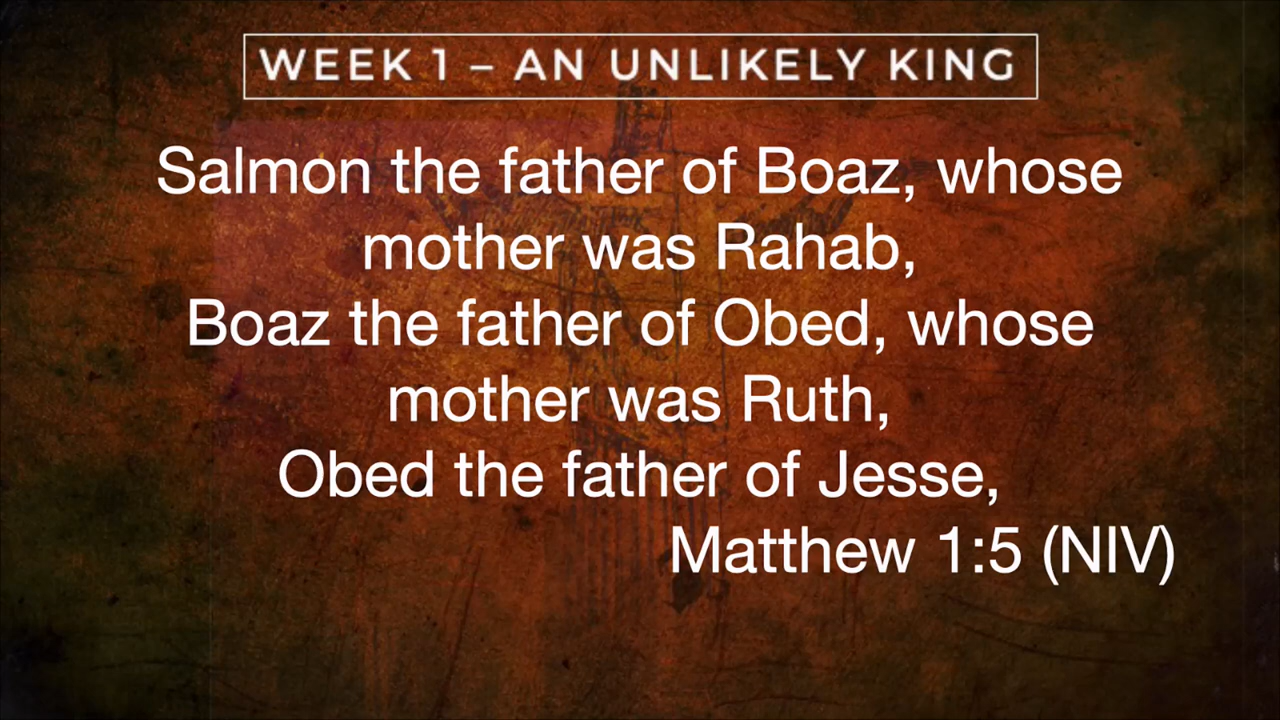 WEEK 1 – AN UNLIKELY KING
Salmon the father of Boaz, whose
mother was Rahab,
Boaz the father of Obed, whose
mother was Ruth,
Obed the father of Jesse,
Matthew 1:5 (NIV)